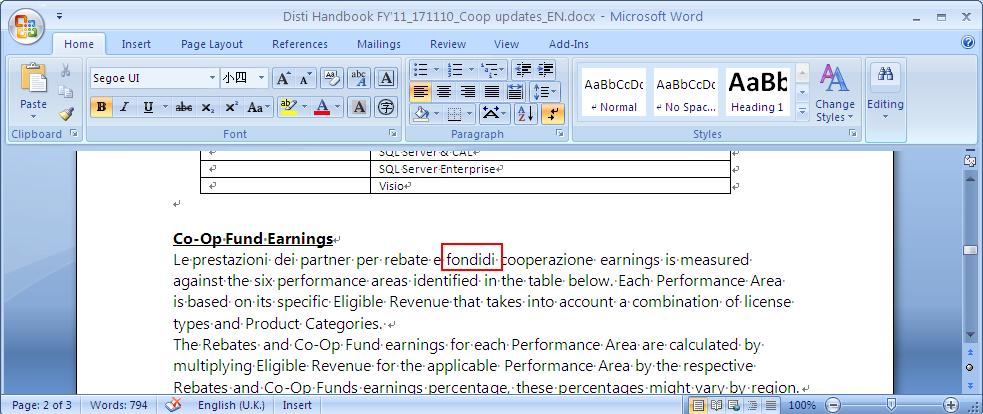 Disti Handbook FY'11_171110_Coop updates_EN.docx - Microsoft Word
Home Insert Page Layout References Mailings Review View Add-Ins
Segoe UI 小四
Paste
B I U abc X₂ X² Aa ab A A 字
AaBbCcDc AaBbCcDc AaBb
Normal No Spac... Heading 1
Change Styles
Editing
Clipboard Font Paragraph Styles
SQL Server & CAL
SQL Server Enterprise
Visio
Co-Op Fund Earnings
Le prestazioni dei partner per rebate e fondidi cooperazione earnings is measured
against the six performance areas identified in the table below. Each Performance Area
is based on its specific Eligible Revenue that takes into account a combination of license
types and Product Categories.
The Rebates and Co-Op Fund earnings for each Performance Area are calculated by
multiplying Eligible Revenue for the applicable Performance Area by the respective
Rebates and Co-Op Funds earnings percentage, these percentages might vary by region.
Page: 2 of 3 Words: 794 English (U.K.) Insert 100%